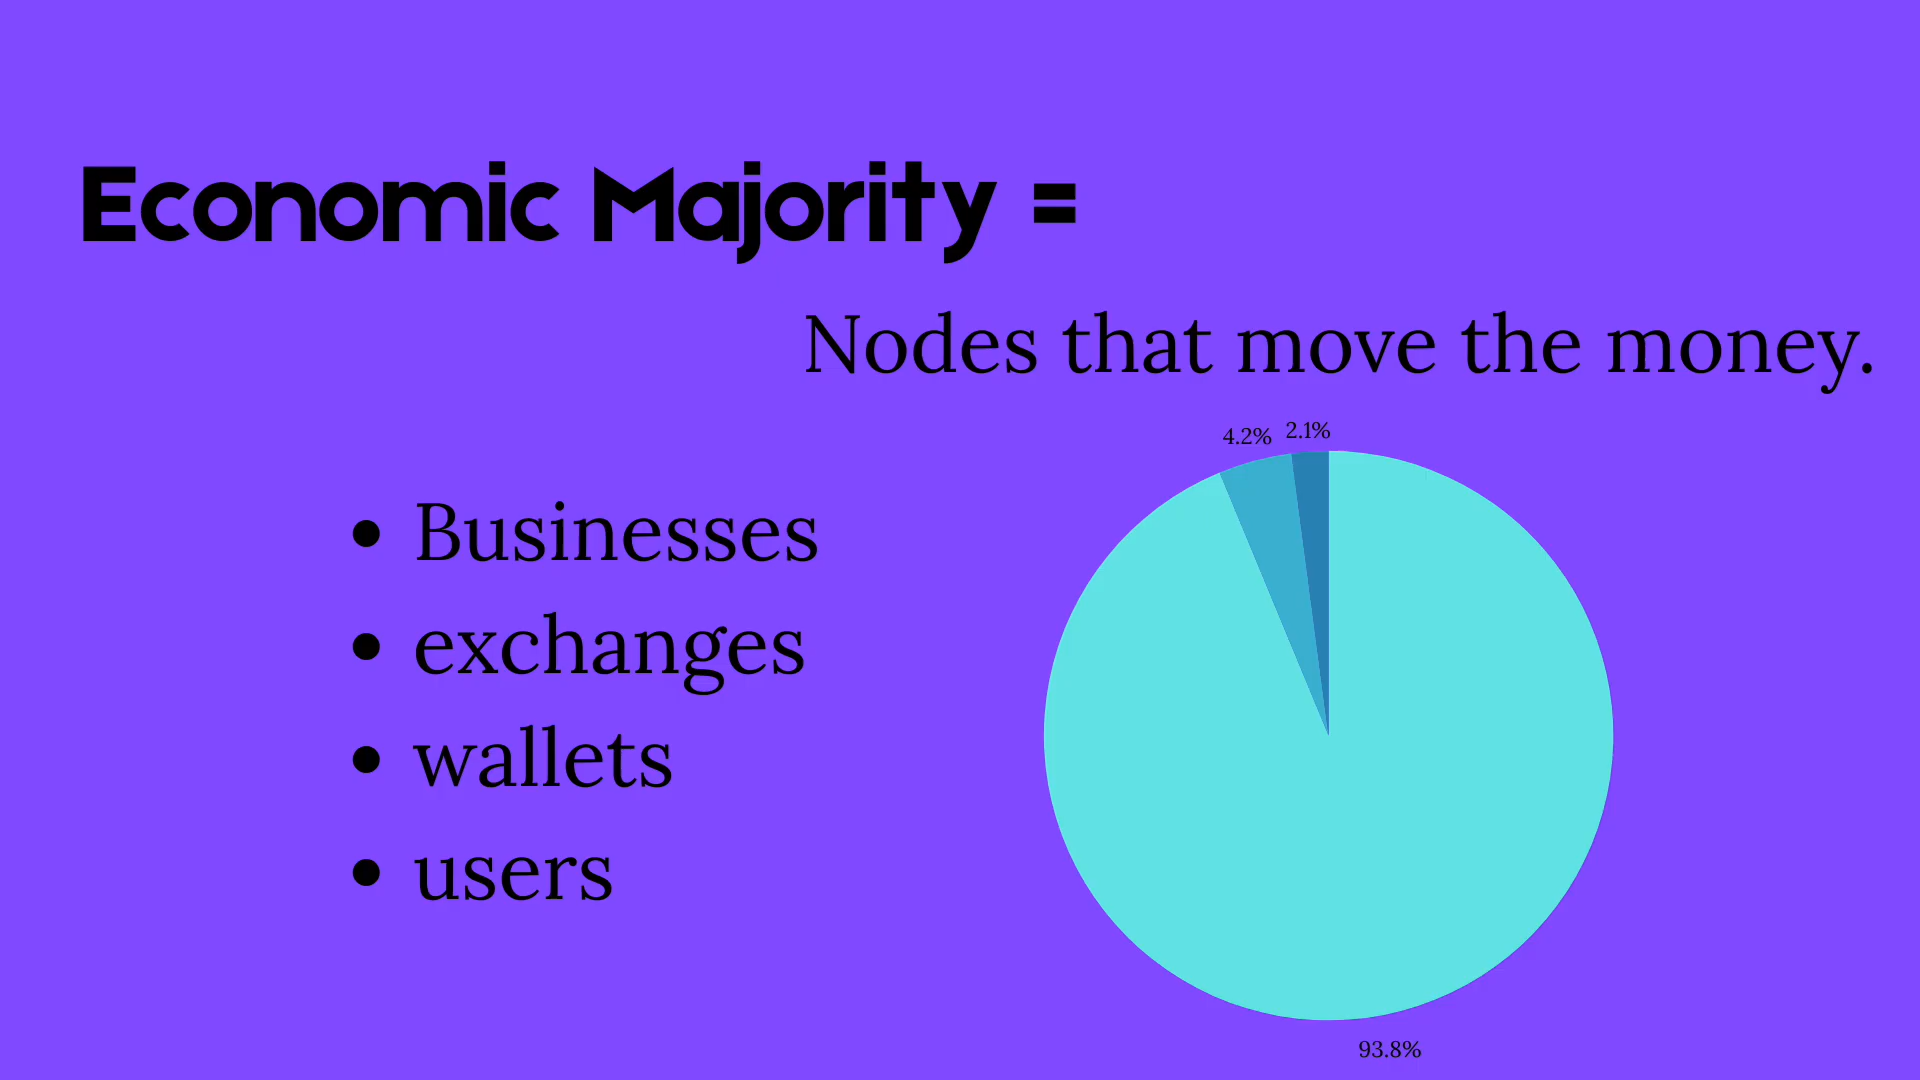 Economic Majority =
Nodes that move the money.
4.2% 2.1%
• Businesses
• exchanges
• wallets
• users
93.8%